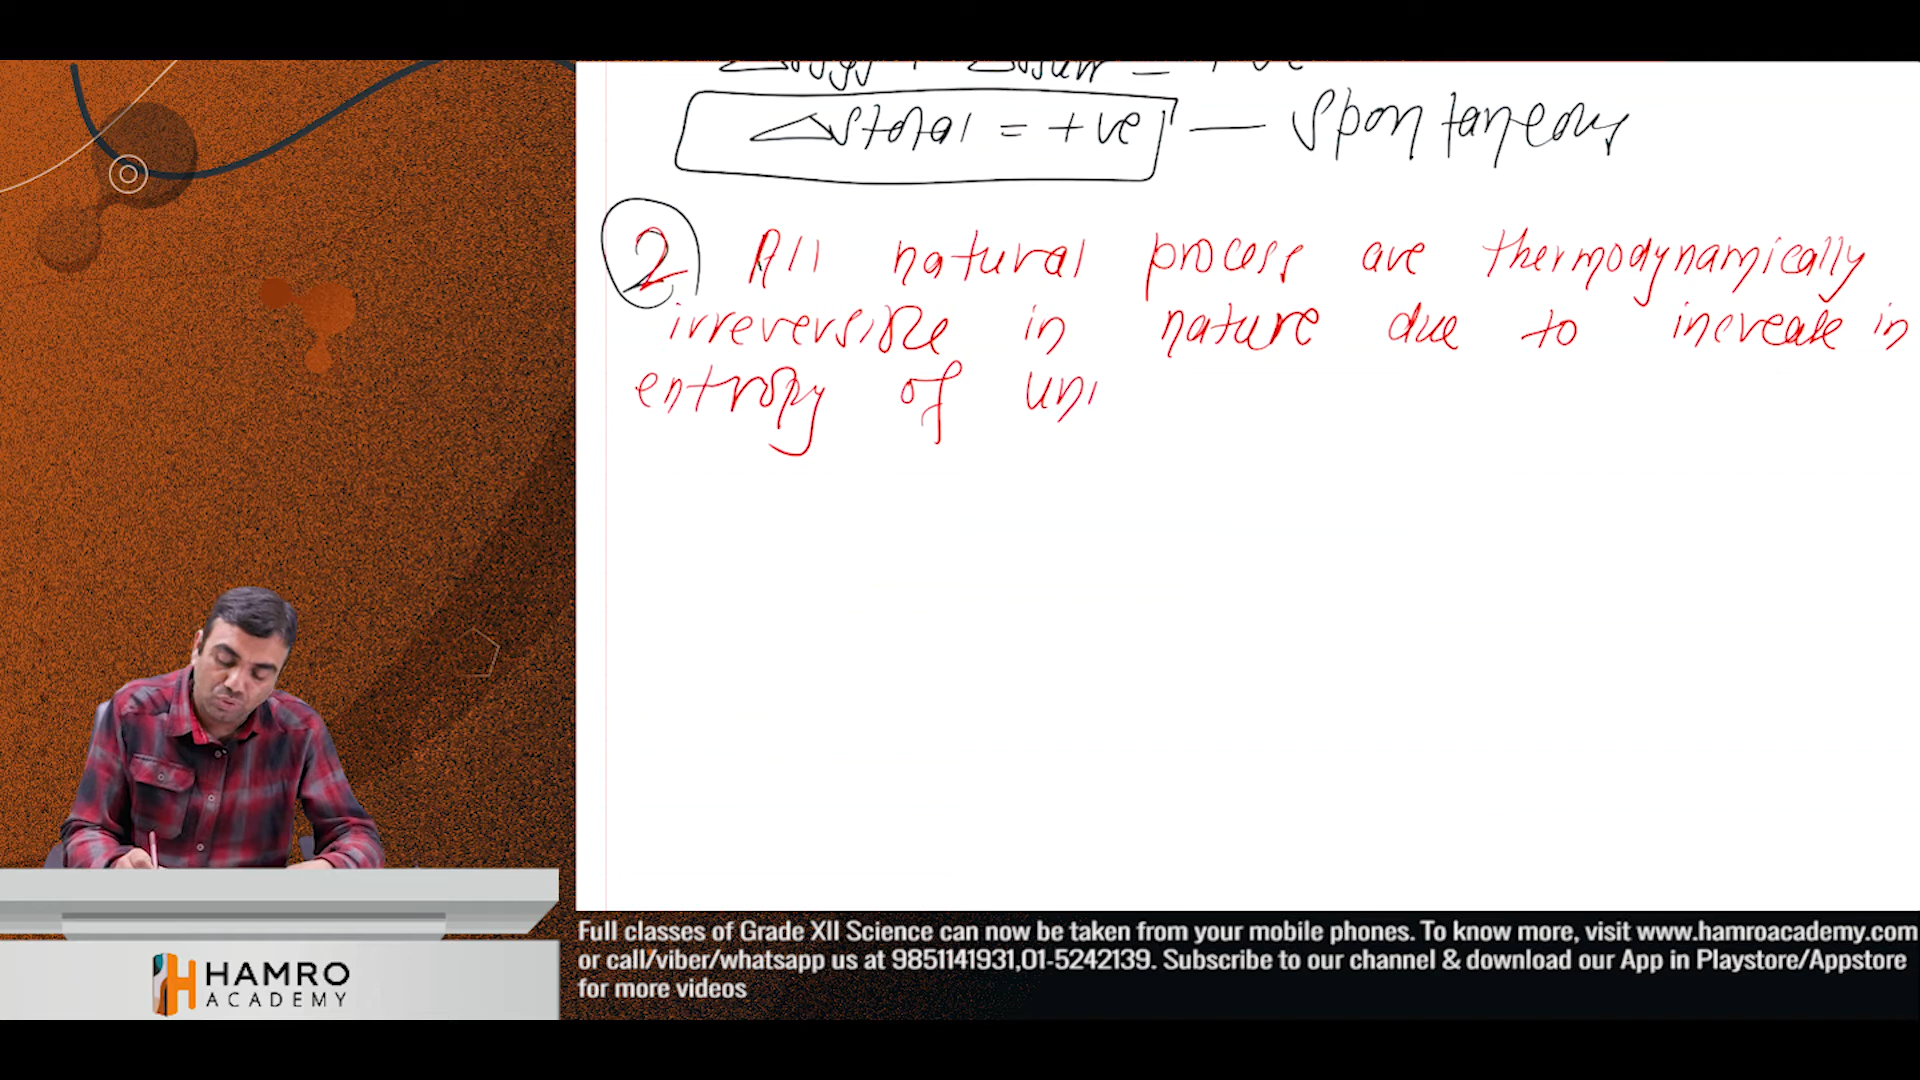 ΔSsys + ΔSsurr = +ve
ΔStotal = +ve — Spontaneous
2 All natural process are thermodynamically
irreversible in nature due to increase in
entropy of uni
Full classes of Grade XII Science can now be taken from your mobile phones. To know more, visit www.hamroacademy.com
or call/viber/whatsapp us at 9851141931,01-5242139. Subscribe to our channel & download our App in Playstore/Appstore
for more videos
HAMRO
ACADEMY